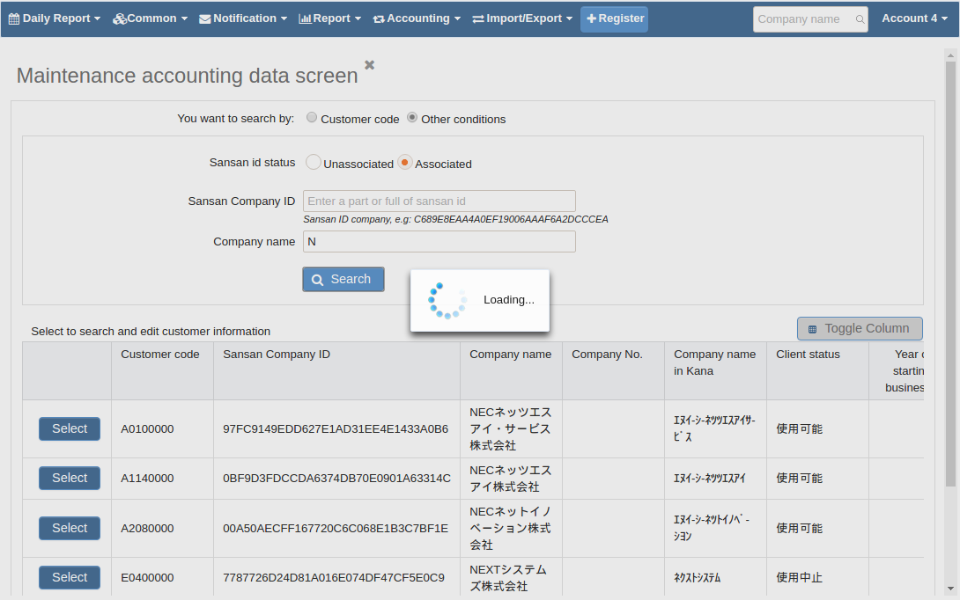 Daily Report Common Notification Report Accounting Import/Export Register Company name Account 4
Maintenance accounting data screen
You want to search by: Customer code Other conditions
Sansan id status Unassociated Associated
Sansan Company ID Enter a part or full of sansan id
Sansan ID company, e.g: C689E8EAA4A0EF19006AAAF6A2DCCCEA
Company name N
Search
Loading...
Toggle Column
Select to search and edit customer information
Customer code Sansan Company ID Company name Company No. Company name Client status Year
in Kana startin
busines
Select A0100000 97FC9149EDD627E1AD31EE4E1433A0B6 NECネッツエス ｴﾇｲ-ｼ-ﾈﾂﾂｴｽｱｲｻ- 使用可能
アイ・サービス ﾋﾞｽ
株式会社
Select A1140000 0BF9D3FDCCDA6374DB70E0901A63314C NECネッツエス ｴﾇｲ-ｼ-ﾈﾂﾂｴｽｱｲ 使用可能
アイ株式会社
Select A2080000 00A50AECFF167720C6C068E1B3C7BF1E NECネットイノ ｴﾇｲ-ｼ-ﾈﾂﾄｲﾉﾍﾞ- 使用可能
ベーション株式 ｼﾖﾝ
会社
Select E0400000 7787726D24D81A016E074DF47CF5E0C9 NEXTシステム ﾈｸｽﾄｼｽﾃﾑ 使用中止
ズ株式会社